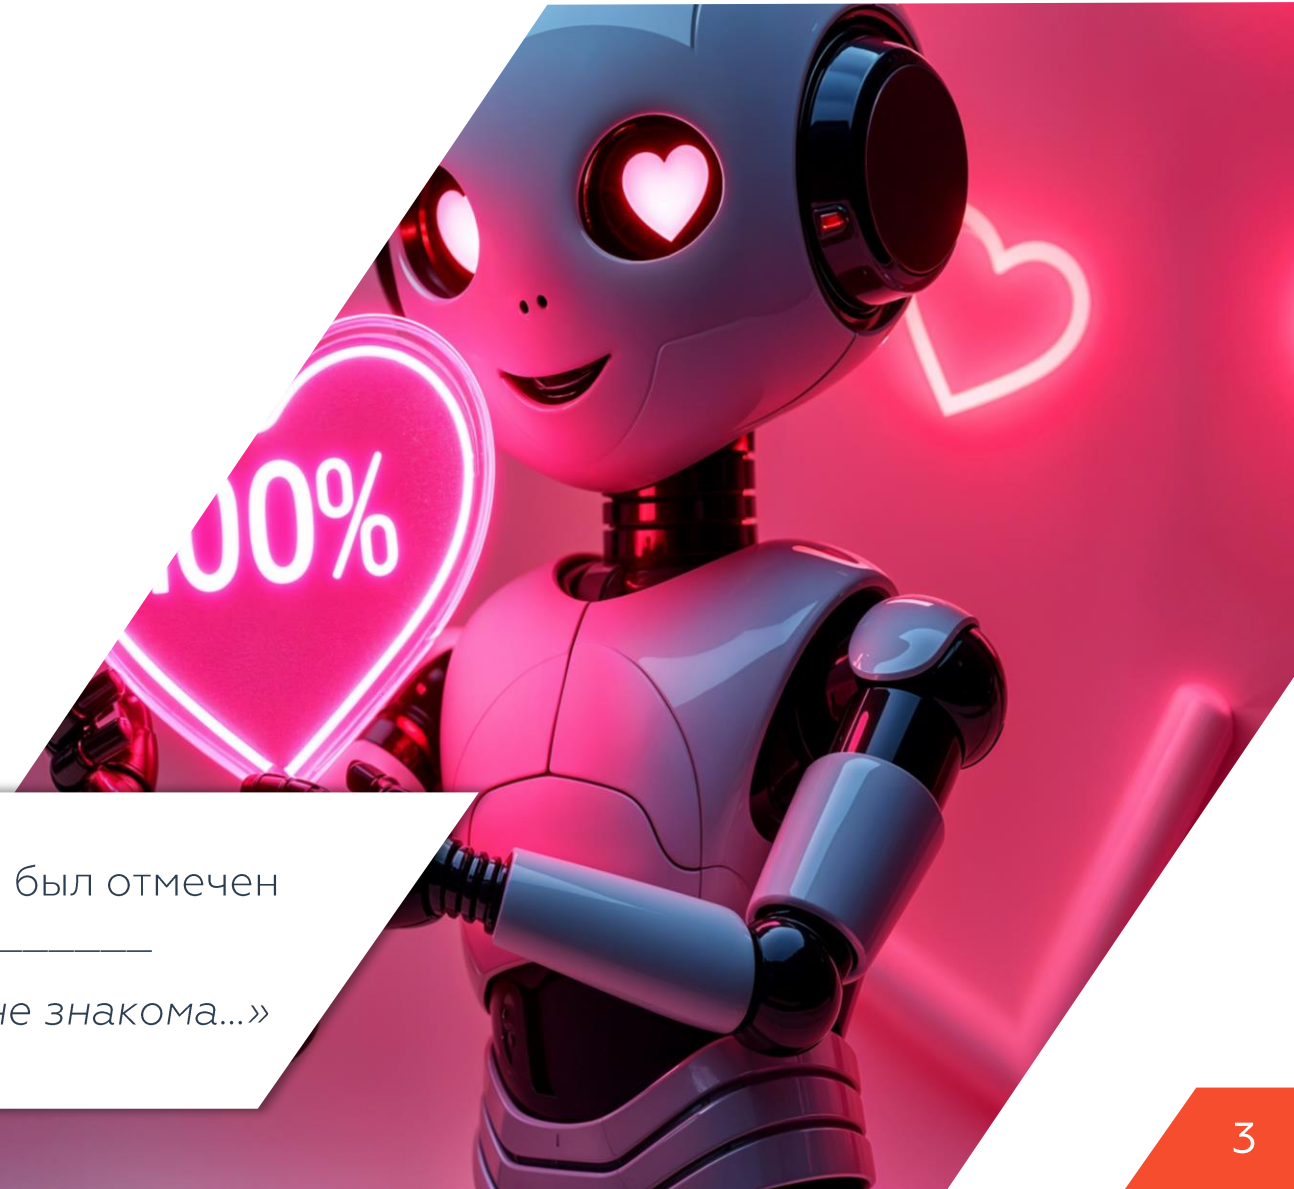 00%
был отмечен
не знакома...»
3